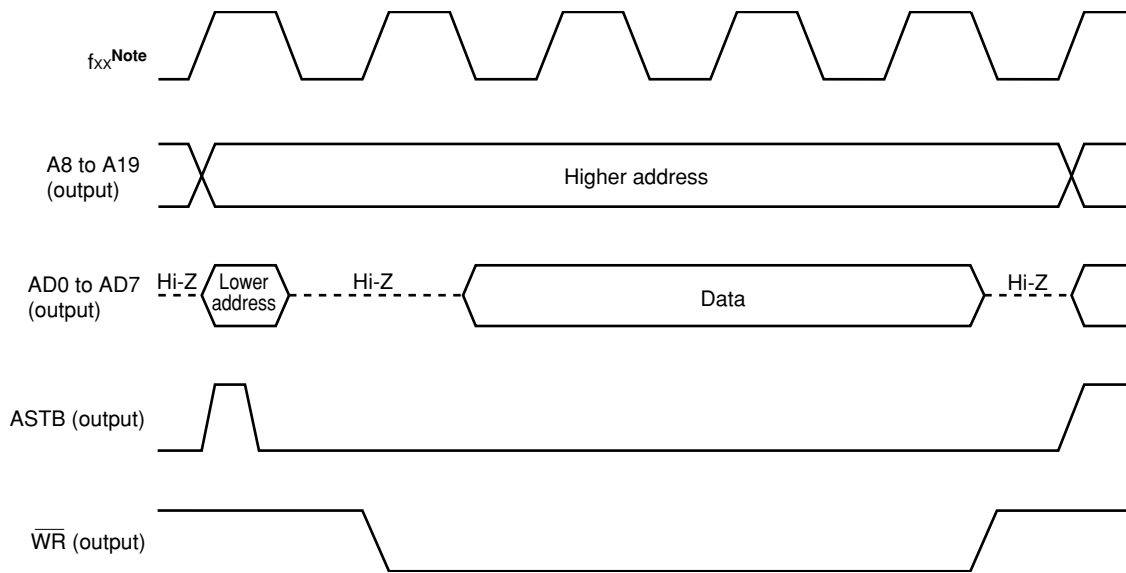 fxxNote
A8 to A19
(output)
Higher address
AD0 to AD7
(output)
Hi-Z
Lower
address
Hi-Z
Data
Hi-Z
ASTB (output)
W̅R̅ (output)